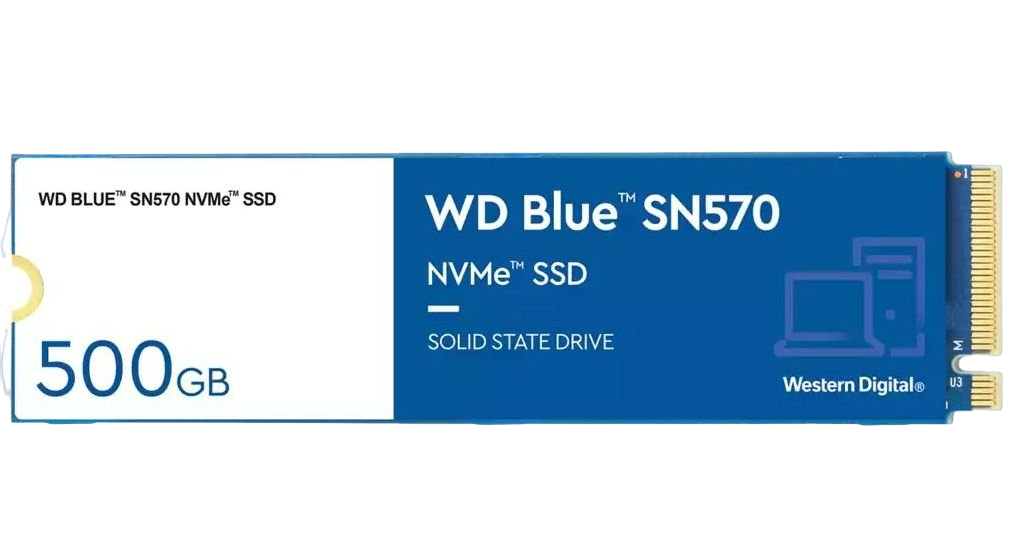 WD BLUE™ SN570 NVMe™ SSD
500GB
WD Blue™ SN570
NVMe™ SSD
SOLID STATE DRIVE
Western Digital®
1
M
U3